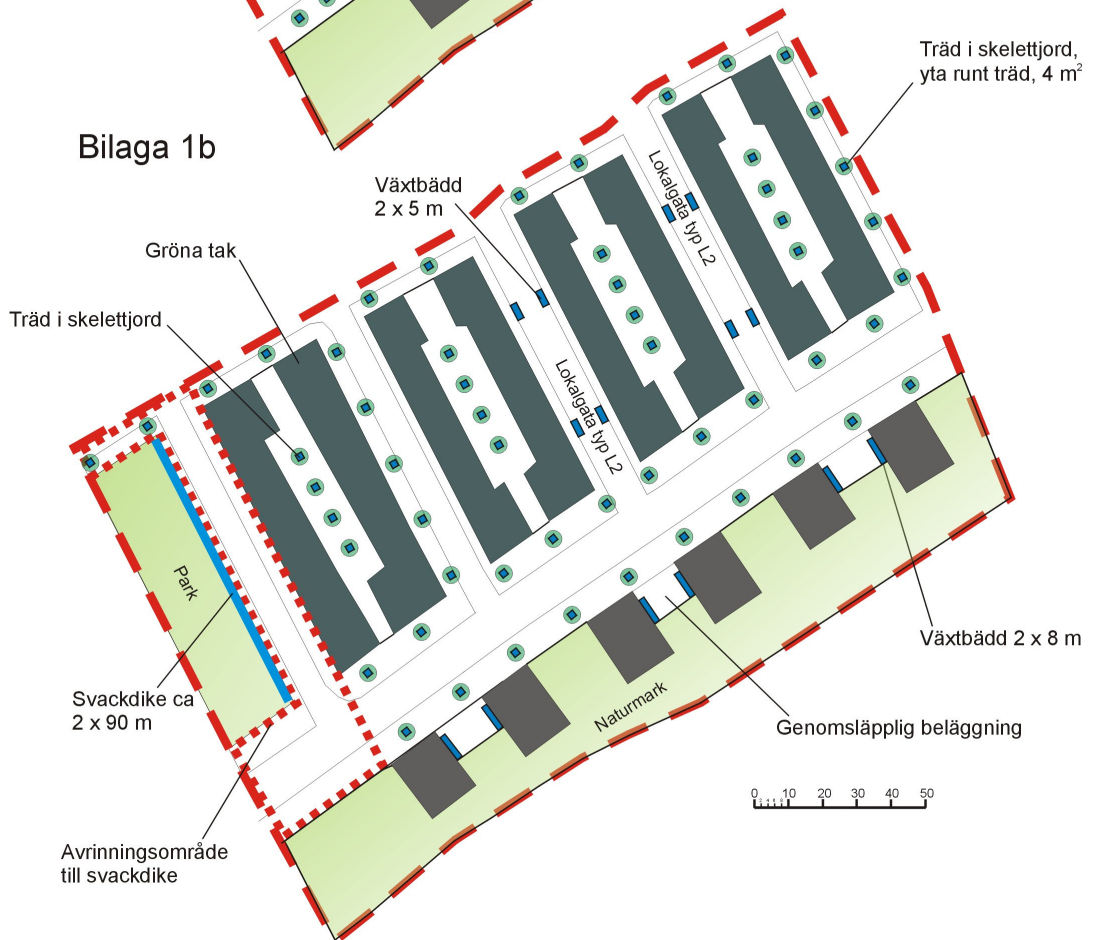 Träd i skelettjord,
yta runt träd, 4 m²
Bilaga 1b
Växtbädd
2 x 5 m
Lokalgata typ L2
Gröna tak
Träd i skelettjord
Lokalgata typ L2
Park
Växtbädd 2 x 8 m
Svackdike ca
2 x 90 m
Naturmark
Genomsläpplig beläggning
0 10 20 30 40 50
Avrinningsområde
till svackdike